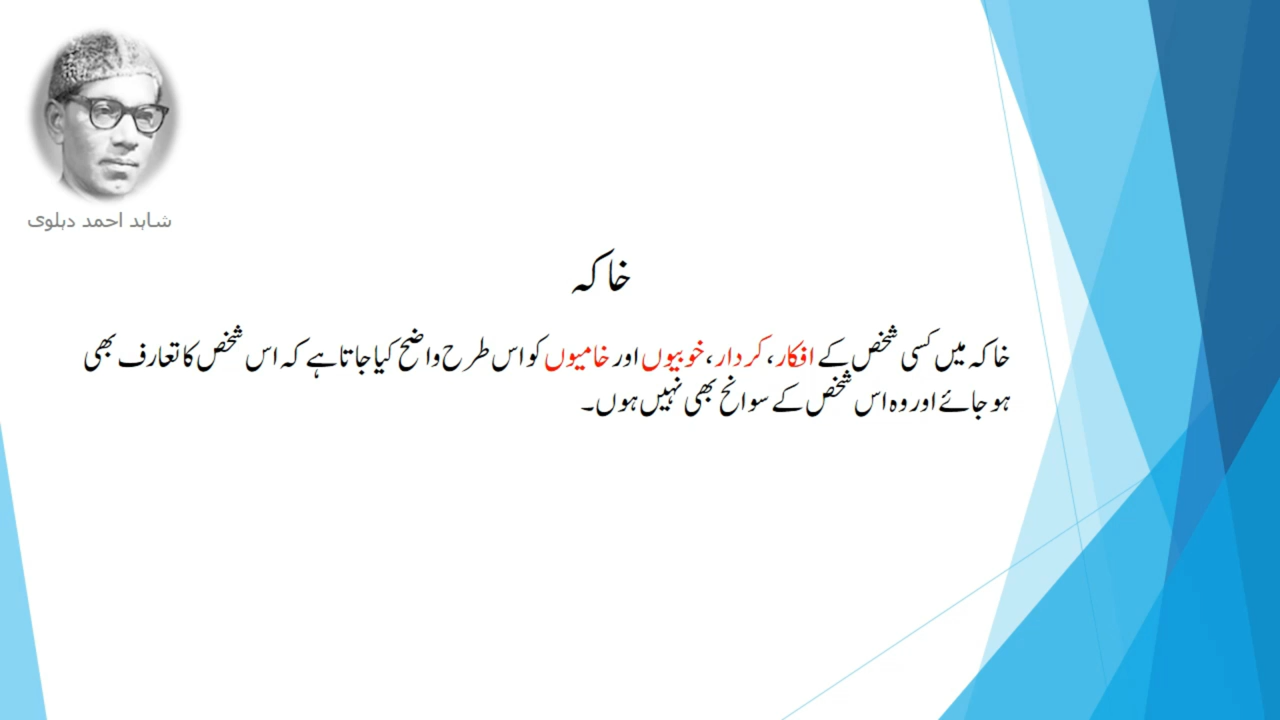 شاہد احمد دہلوی
خاکہ
خاکہ میں کسی شخص کے افکار، کردار، خوبیوں اور خامیوں کو اس طرح واضح کیا جاتا ہے کہ اس شخص کا تعارف بھی
ہو جائے اور وہ اس شخص کے سوانح بھی نہیں ہوں۔